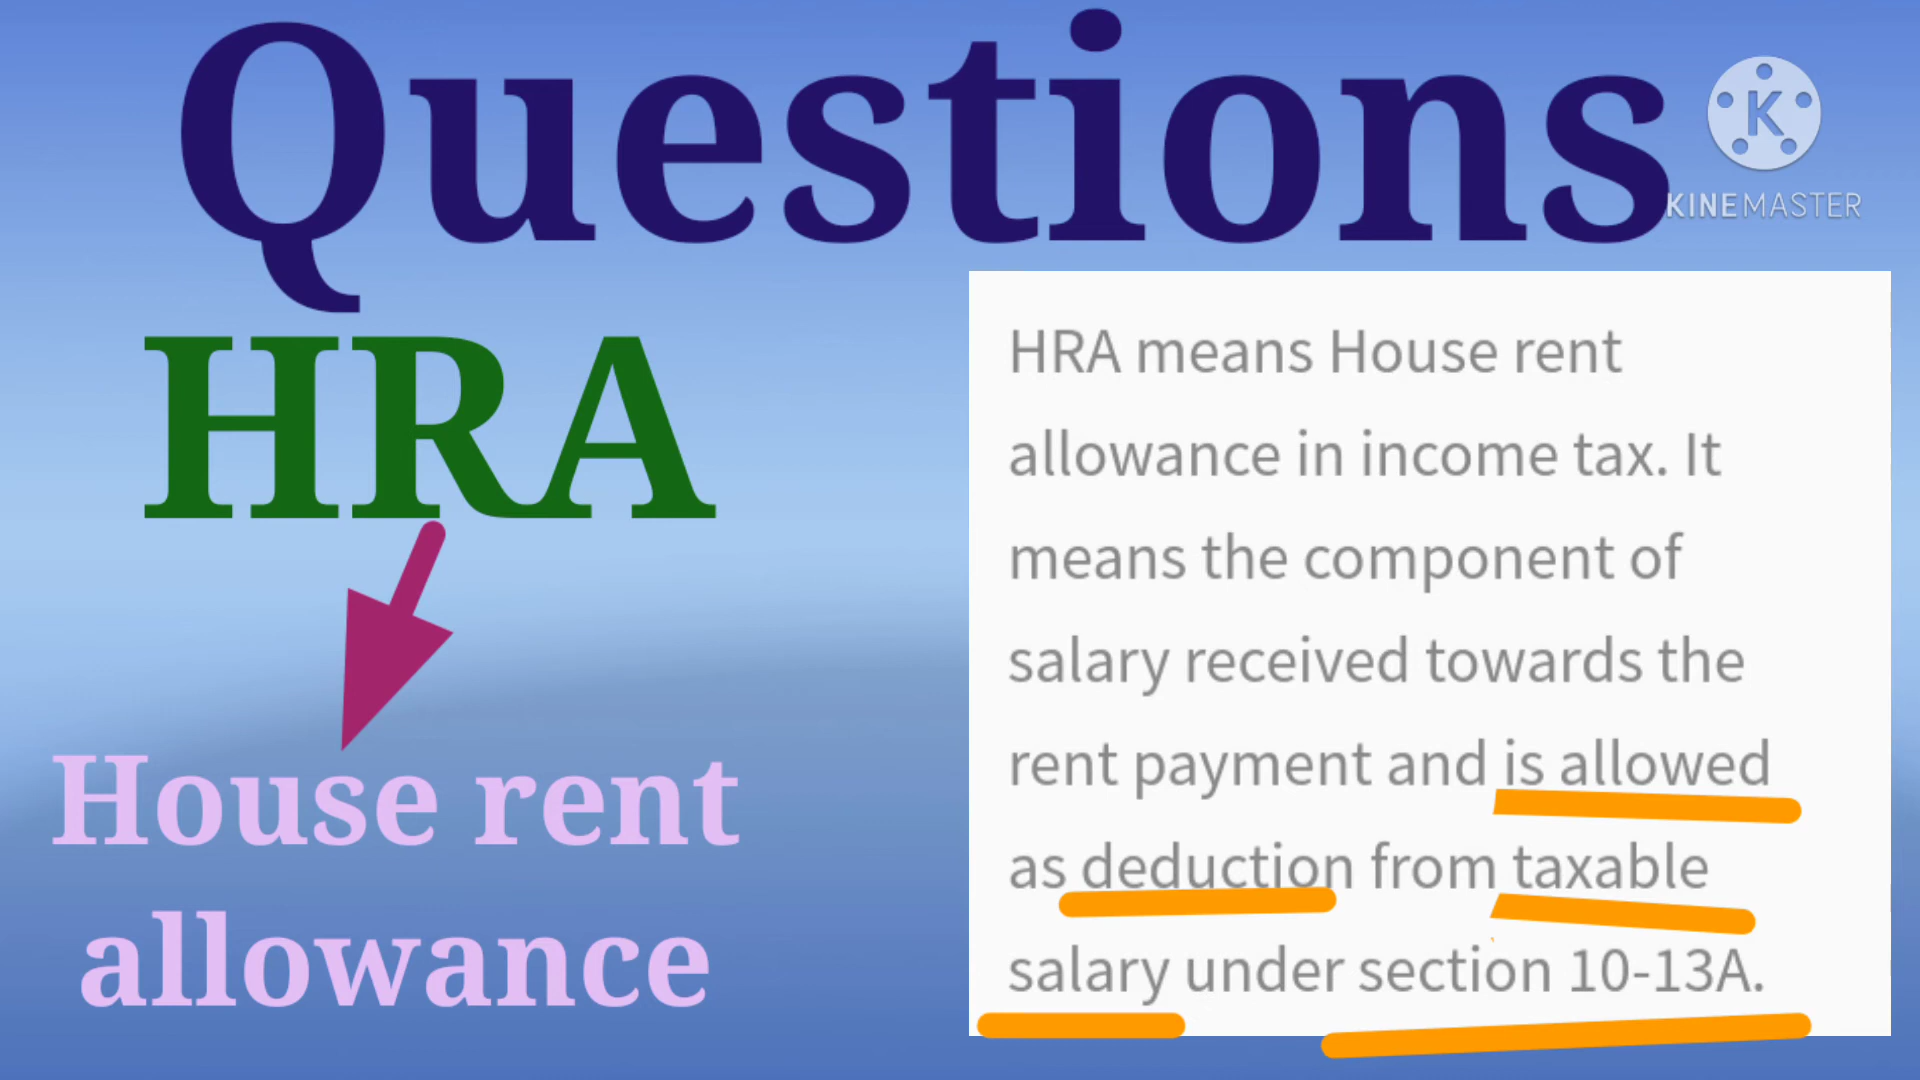 Questions
K
KINEMASTER
HRA
House rent
allowance
HRA means House rent
allowance in income tax. It
means the component of
salary received towards the
rent payment and is allowed
as deduction from taxable
salary under section 10-13A.